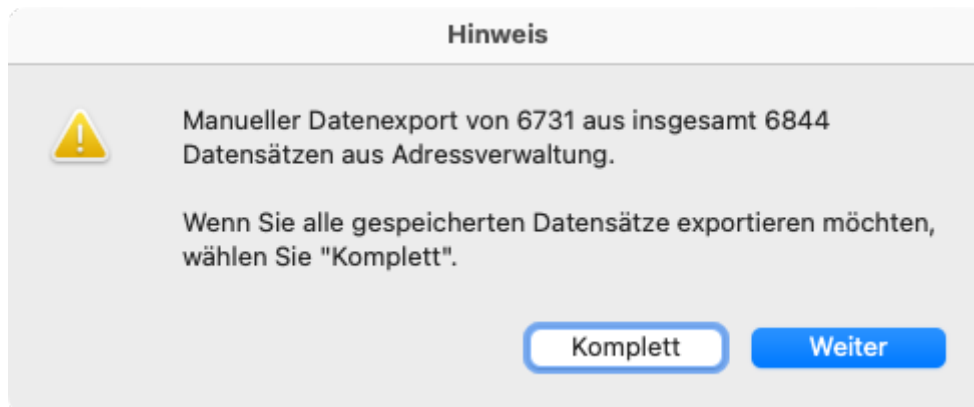 Hinweis
Manueller Datenexport von 6731 aus insgesamt 6844
Datensätzen aus Adressverwaltung.
Wenn Sie alle gespeicherten Datensätze exportieren möchten,
wählen Sie "Komplett".
Komplett
Weiter